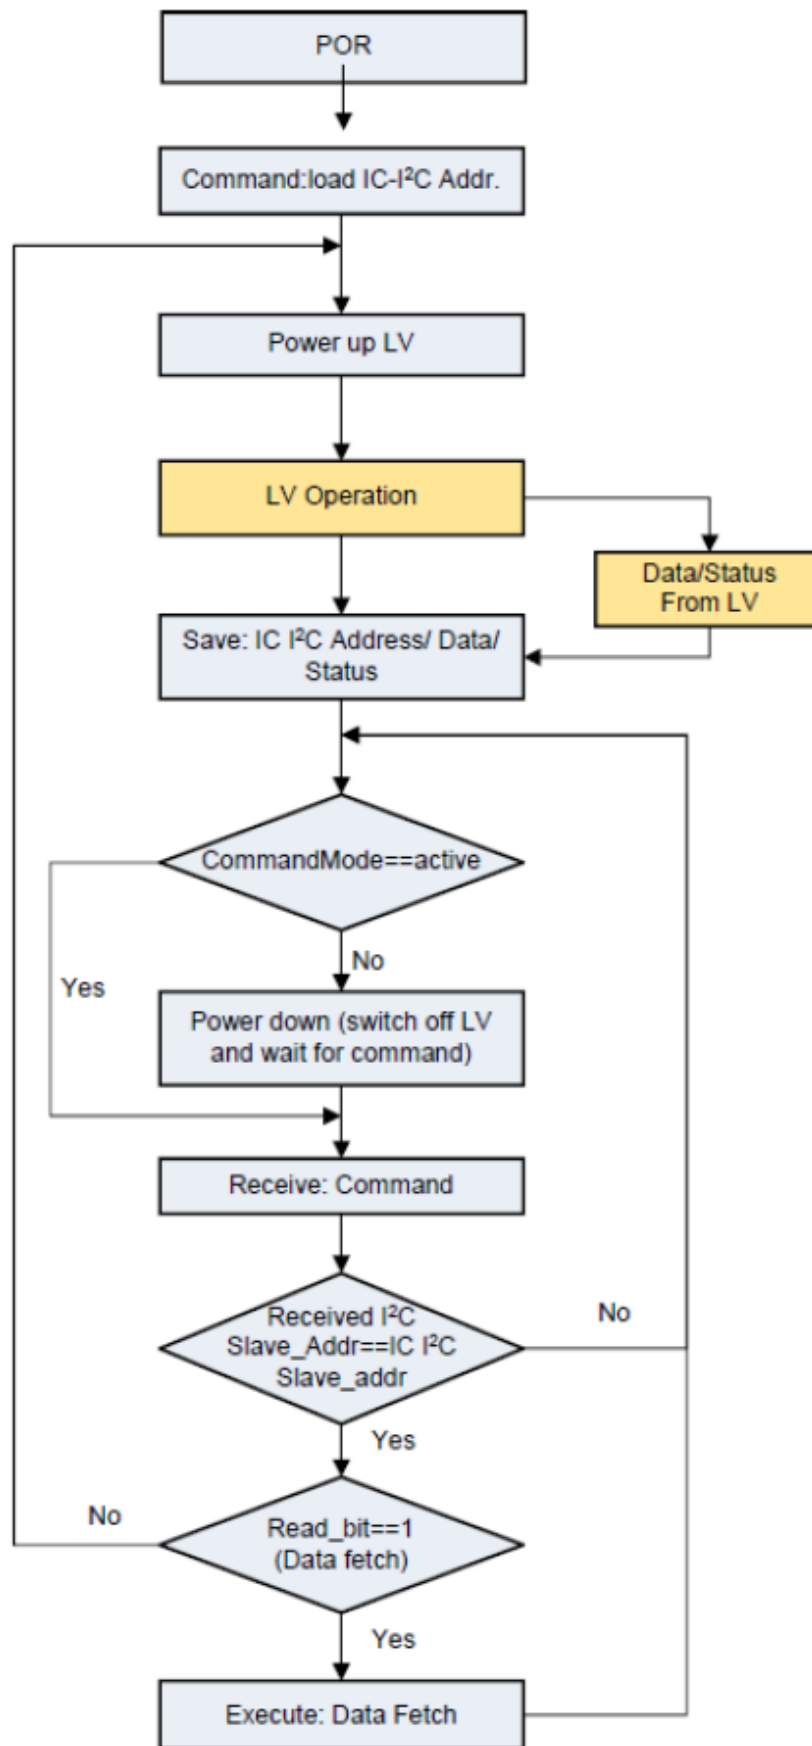 POR
Command:load IC-I²C Addr.
Power up LV
LV Operation
Data/Status
From LV
Save: IC I²C Address/ Data/
Status
CommandMode==active
No
Yes
Power down (switch off LV
and wait for command)
Receive: Command
Received I²C
Slave_Addr==IC I²C
Slave_addr
No
Yes
No
Read_bit==1
(Data fetch)
Yes
Execute: Data Fetch